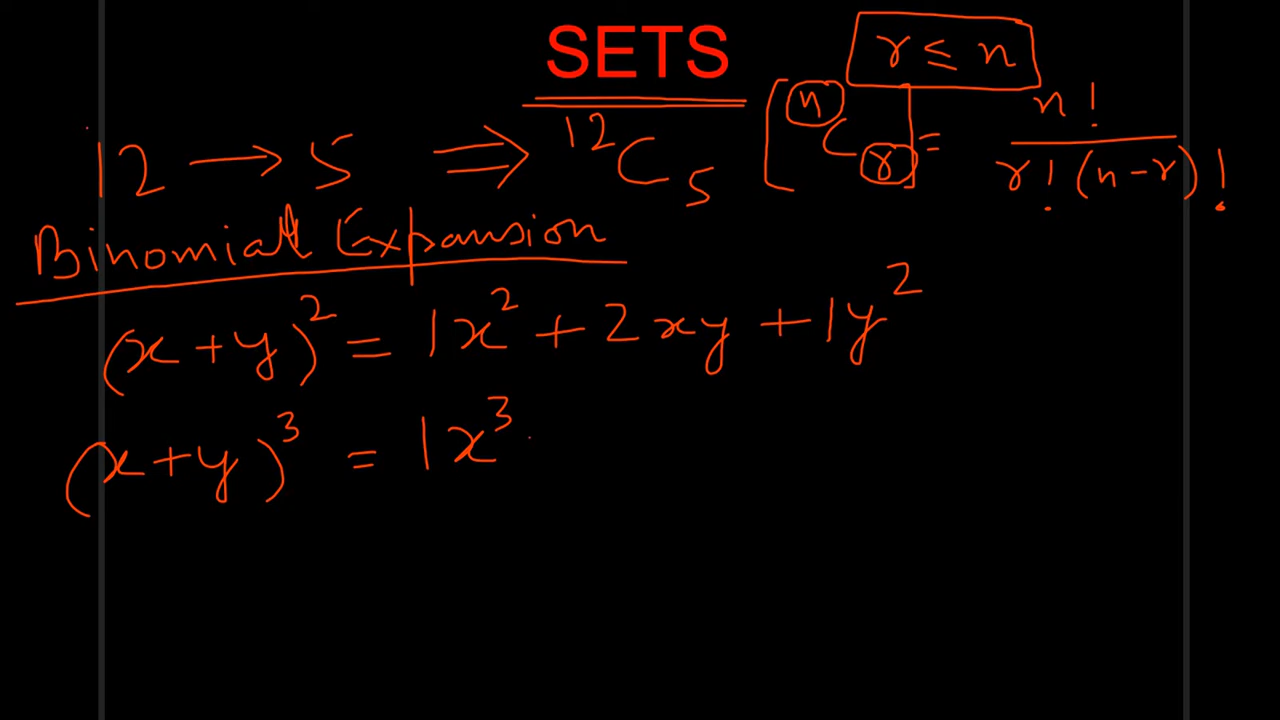 SETS
r ≤ n
12 → 5 ⇒ ¹²C₅ [ⁿCᵣ] = n! / r! (n-r)!
Binomial Expansion
(x+y)² = 1x² + 2xy + 1y²
(x+y)³ = 1x³